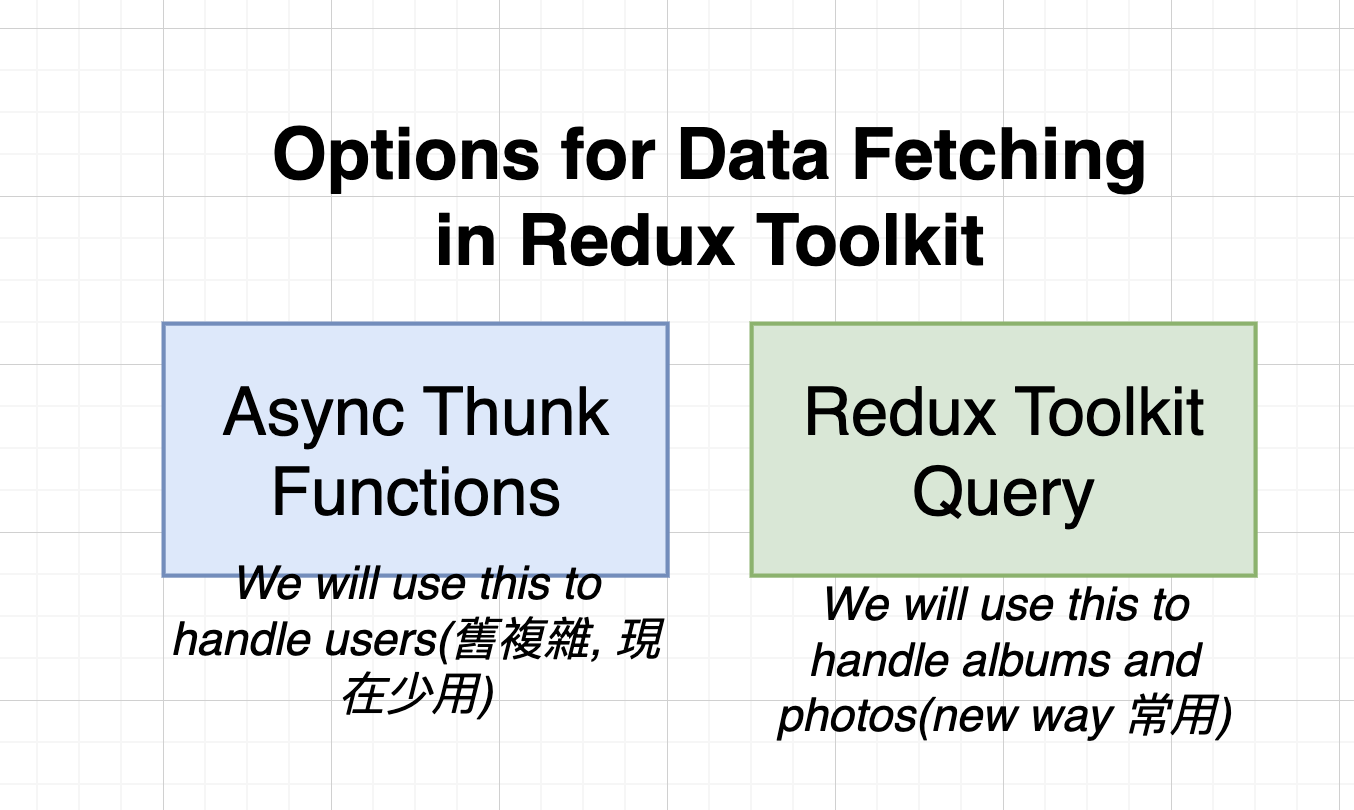 Options for Data Fetching
in Redux Toolkit
Async Thunk
Functions
We will use this to
handle users(舊複雜, 現
在少用)
Redux Toolkit
Query
We will use this to
handle albums and
photos(new way 常用)